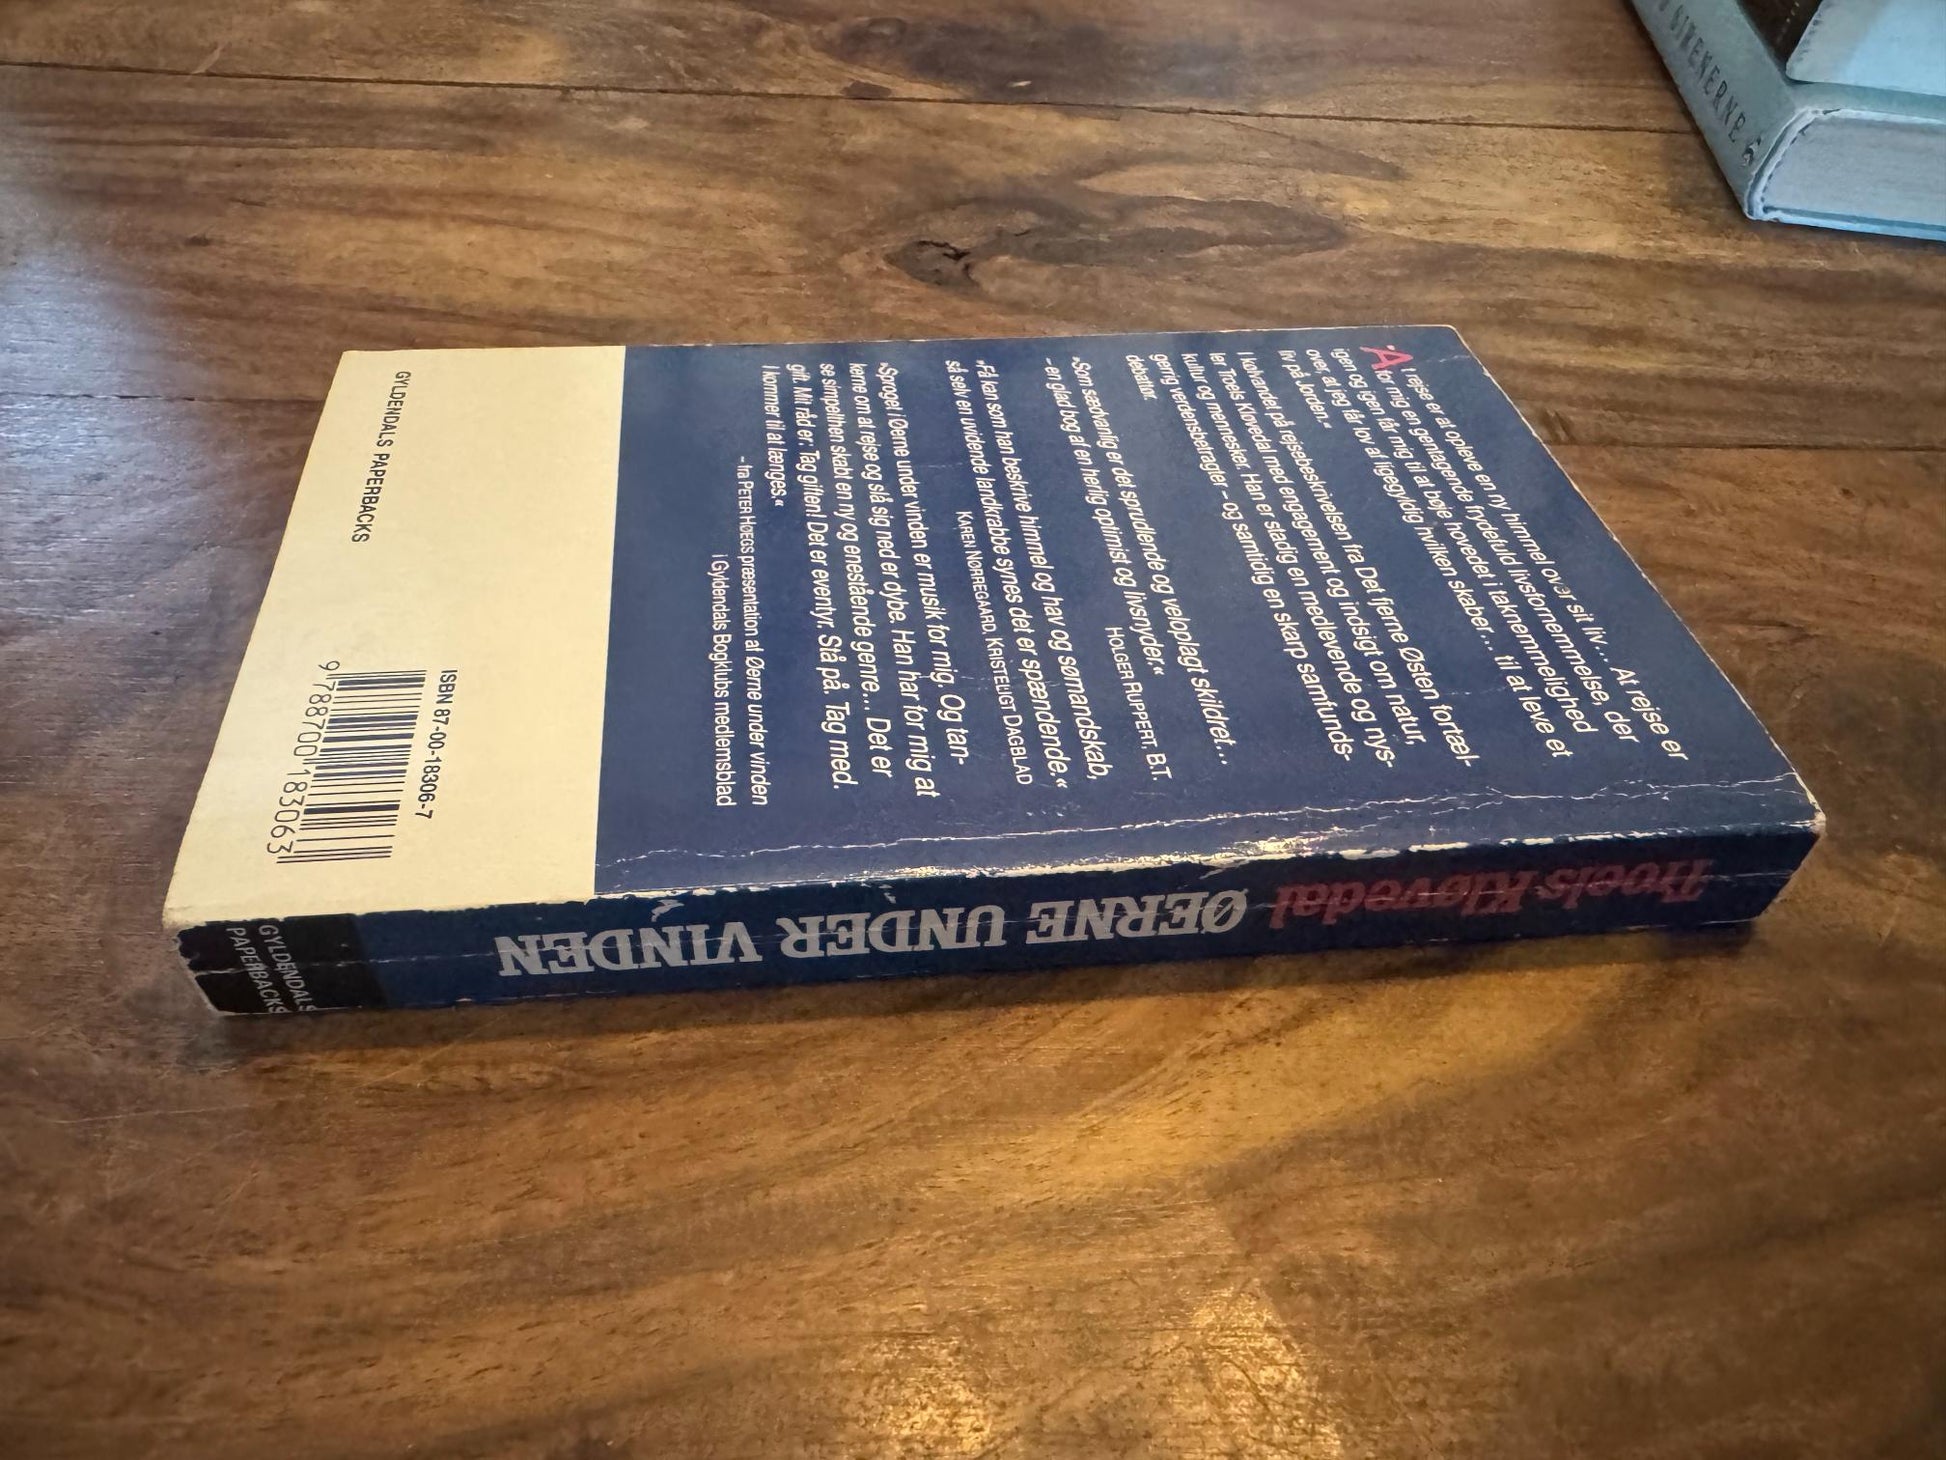 »At rejse er at opleve en ny himmel over sit liv... At rejse er
for mig en gentagende frydefuld livsfornemmelse, der
igen og igen får mig til at bøje hovedet i taknemmelighed
over, at jeg får lov af ligegyldig hvilken skaber... til at leve et
liv på Jorden.«
I kølvandet på rejsebeskrivelsen fra Det fjerne Østen fortæl-
ler Troels Kløvedal med engagement og indsigt om natur,
kultur og mennesker. Han er stadig en medlevende og nys-
gerrig verdensbetragter – og samtidig en skarp samfunds-
debattør.
»Som sædvanlig er det sprudlende og veloplagt skildret...
– en glad bog af en herlig optimist og livsnyder.«
HOLGER RUPPERT, B.T.
»Få kan som han beskrive himmel og hav og sømandskab,
så selv en uvidende landkrabbe synes det er spændende.«
KAREN NØRREGAARD, KRISTELIGT DAGBLAD
»Sproget i Øerne under vinden er musik for mig. Og tan-
kerne om at rejse og slå sig ned er dybe. Han har for mig at
se simpelthen skabt en ny og enestående genre... Det er
gift. Mit råd er: Tag giften! Det er eventyr. Slå på. Tag med.
I kommer til at længes.«
– fra PETER HØEGS præsentation af Øerne under vinden
i Gyldendals Bogklubs medlemsblad
GYLDENDALS PAPERBACKS
ISBN 87-00-18306-7
9 788700 183063
Troels Kløvedal
ØERNE UNDER VINDEN
GYLDENDALS
PAPERBACKS